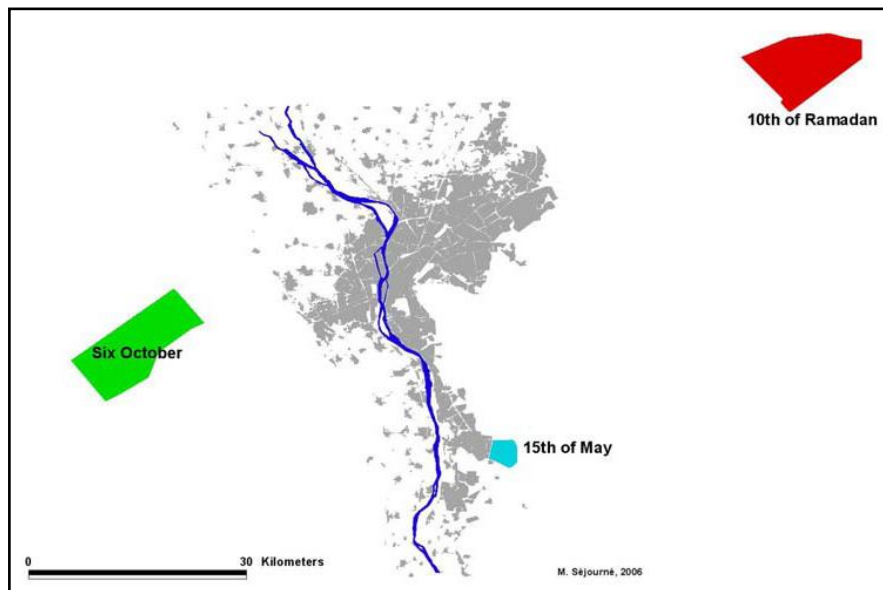 10th of Ramadan
Six October
15th of May
0 30 Kilometers
M. Séjourné, 2006